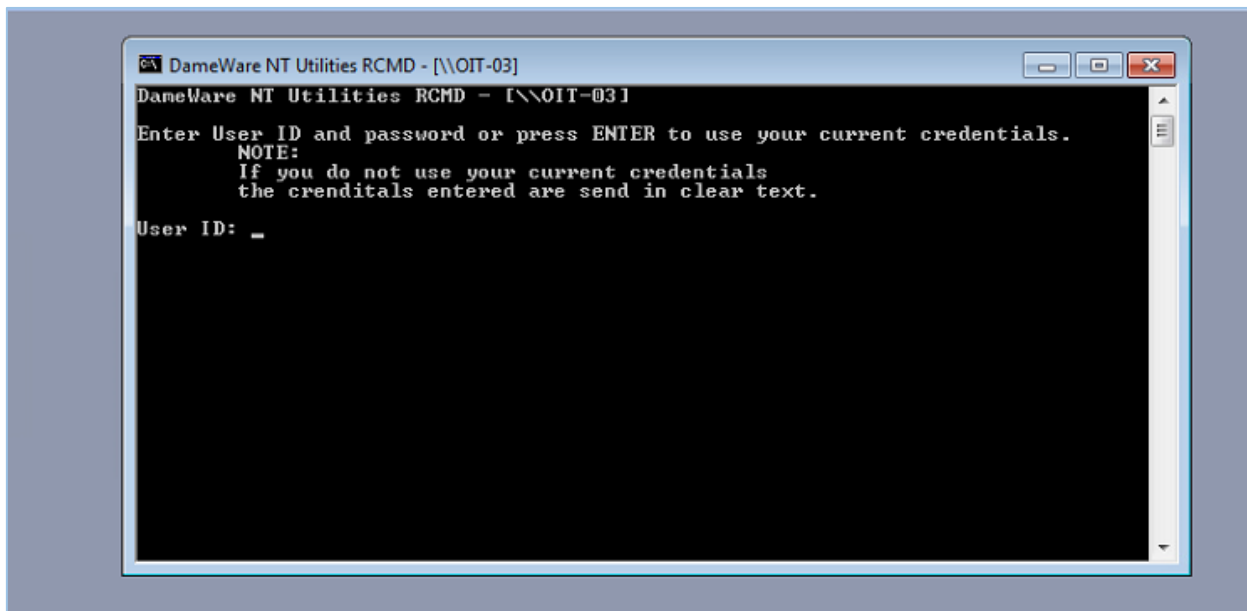 DameWare NT Utilities RCMD - [\\OIT-03]
DameWare NT Utilities RCMD - [\\OIT-03]
Enter User ID and password or press ENTER to use your current credentials.
NOTE:
If you do not use your current credentials
the crenditals entered are send in clear text.
User ID: _